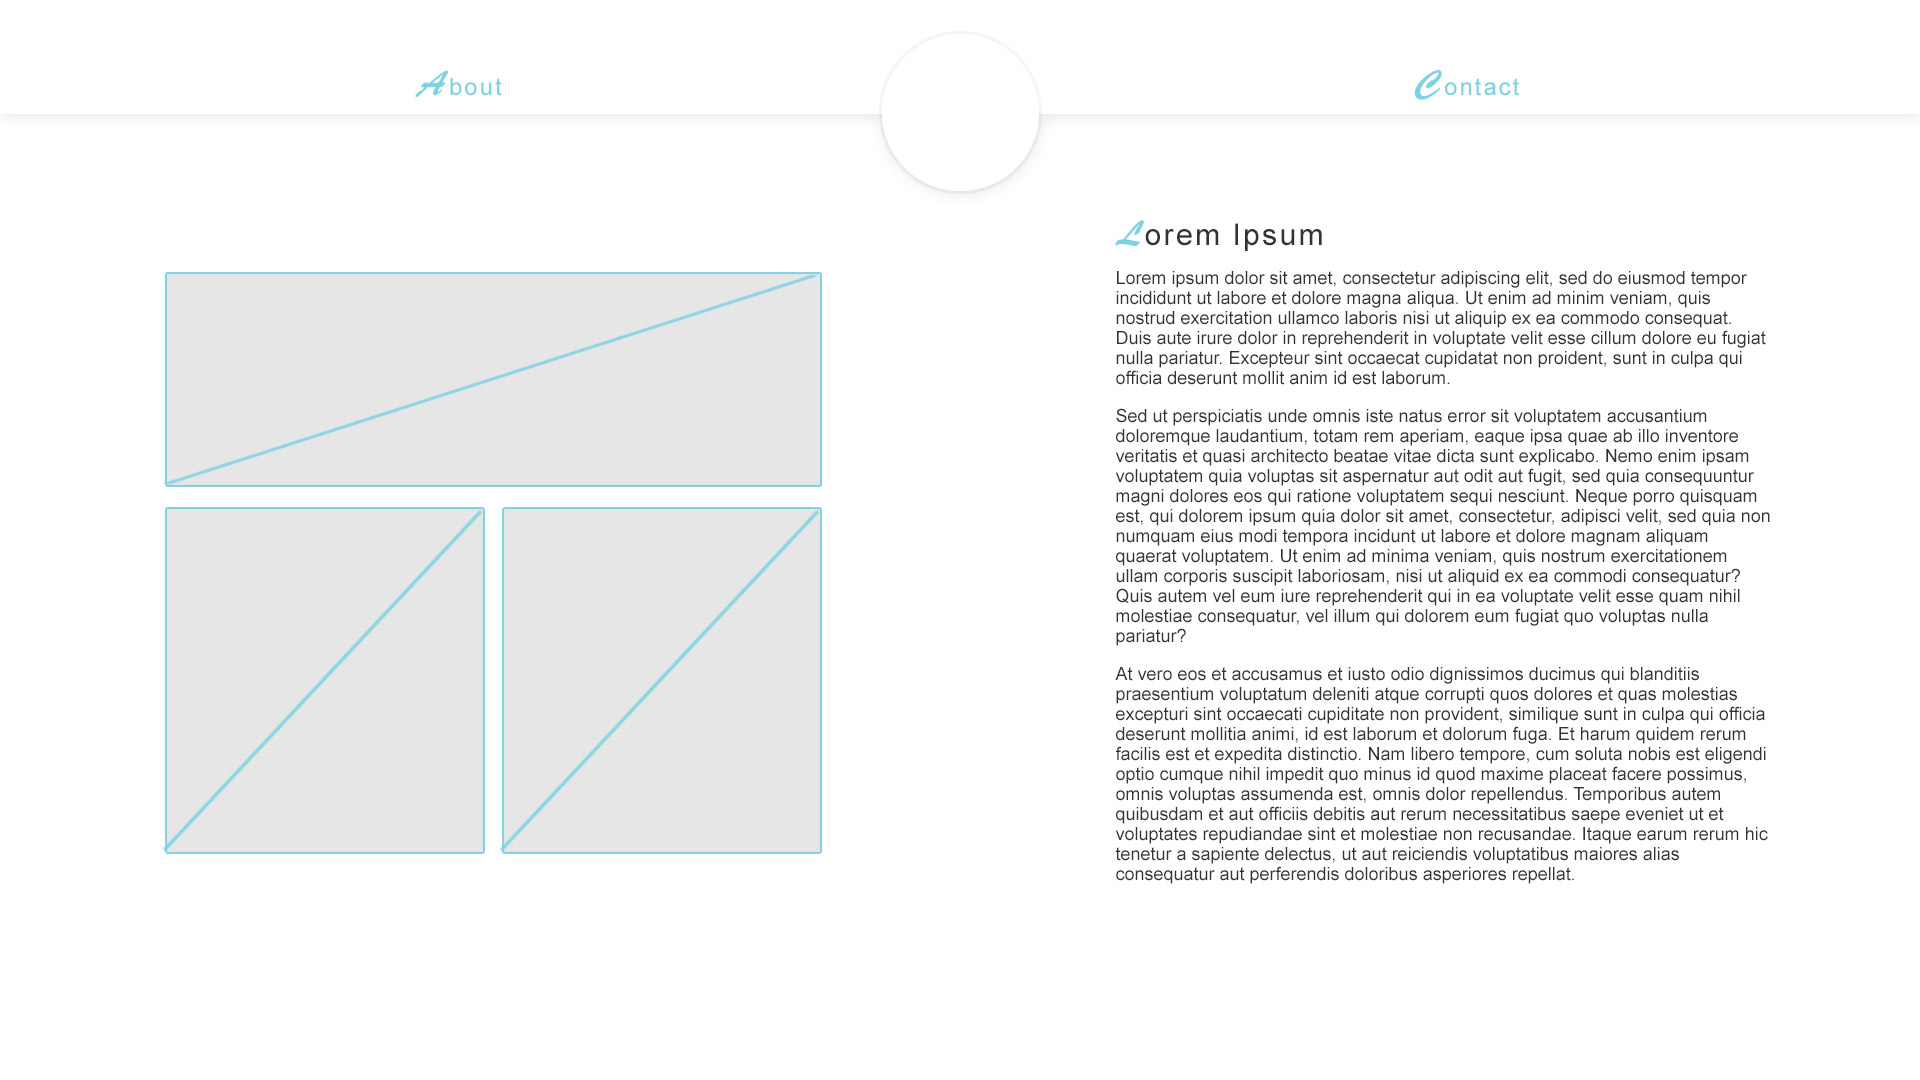 About
Contact
Lorem Ipsum
Lorem ipsum dolor sit amet, consectetur adipiscing elit, sed do eiusmod tempor
incididunt ut labore et dolore magna aliqua. Ut enim ad minim veniam, quis
nostrud exercitation ullamco laboris nisi ut aliquip ex ea commodo consequat.
Duis aute irure dolor in reprehenderit in voluptate velit esse cillum dolore eu fugiat
nulla pariatur. Excepteur sint occaecat cupidatat non proident, sunt in culpa qui
officia deserunt mollit anim id est laborum.
Sed ut perspiciatis unde omnis iste natus error sit voluptatem accusantium
doloremque laudantium, totam rem aperiam, eaque ipsa quae ab illo inventore
veritatis et quasi architecto beatae vitae dicta sunt explicabo. Nemo enim ipsam
voluptatem quia voluptas sit aspernatur aut odit aut fugit, sed quia consequuntur
magni dolores eos qui ratione voluptatem sequi nesciunt. Neque porro quisquam
est, qui dolorem ipsum quia dolor sit amet, consectetur, adipisci velit, sed quia non
numquam eius modi tempora incidunt ut labore et dolore magnam aliquam
quaerat voluptatem. Ut enim ad minima veniam, quis nostrum exercitationem
ullam corporis suscipit laboriosam, nisi ut aliquid ex ea commodi consequatur?
Quis autem vel eum iure reprehenderit qui in ea voluptate velit esse quam nihil
molestiae consequatur, vel illum qui dolorem eum fugiat quo voluptas nulla
pariatur?
At vero eos et accusamus et iusto odio dignissimos ducimus qui blanditiis
praesentium voluptatum deleniti atque corrupti quos dolores et quas molestias
excepturi sint occaecati cupiditate non provident, similique sunt in culpa qui officia
deserunt mollitia animi, id est laborum et dolorum fuga. Et harum quidem rerum
facilis est et expedita distinctio. Nam libero tempore, cum soluta nobis est eligendi
optio cumque nihil impedit quo minus id quod maxime placeat facere possimus,
omnis voluptas assumenda est, omnis dolor repellendus. Temporibus autem
quibusdam et aut officiis debitis aut rerum necessitatibus saepe eveniet ut et
voluptates repudiandae sint et molestiae non recusandae. Itaque earum rerum hic
tenetur a sapiente delectus, ut aut reiciendis voluptatibus maiores alias
consequatur aut perferendis doloribus asperiores repellat.